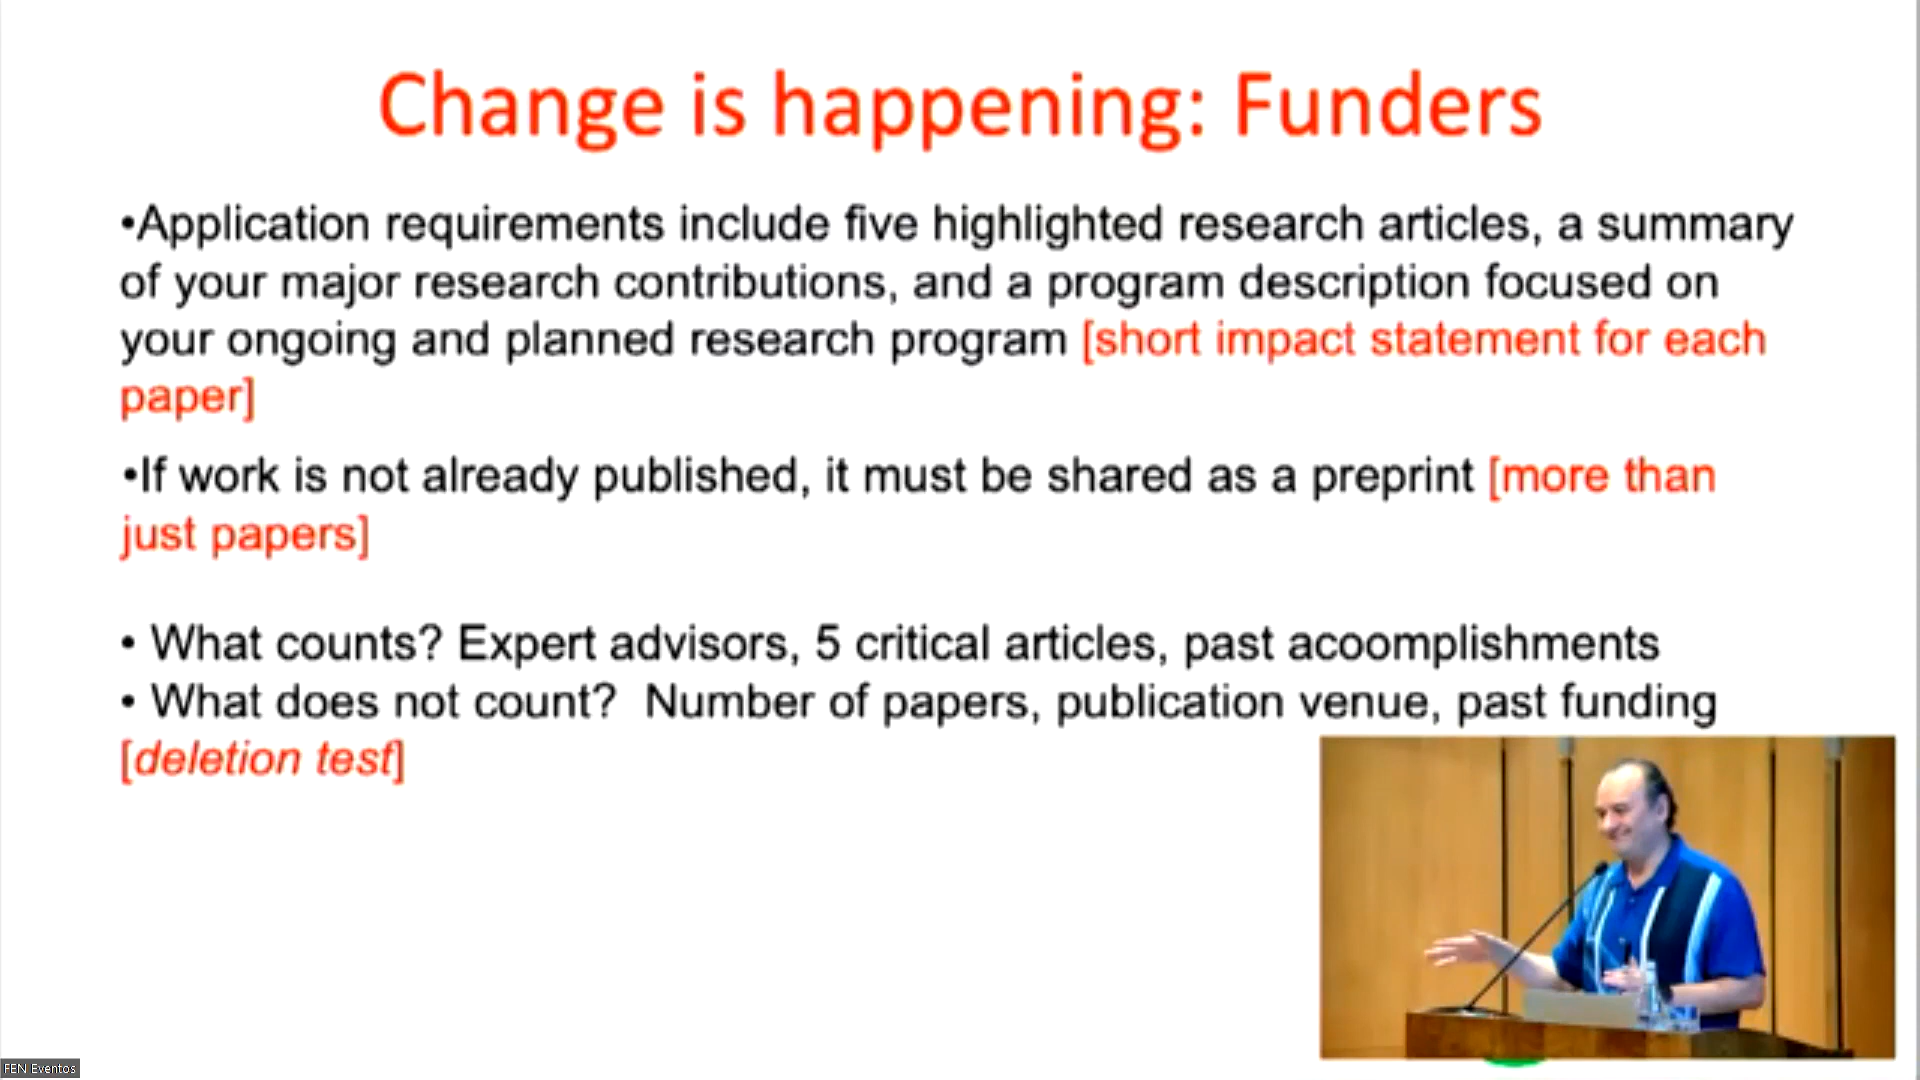 Change is happening: Funders
•Application requirements include five highlighted research articles, a summary
of your major research contributions, and a program description focused on
your ongoing and planned research program [short impact statement for each
paper]
•If work is not already published, it must be shared as a preprint [more than
just papers]
• What counts? Expert advisors, 5 critical articles, past acoomplishments
• What does not count?  Number of papers, publication venue, past funding
[deletion test]
FEN Eventos